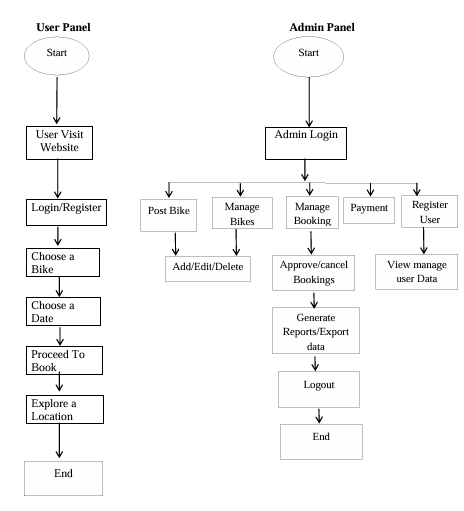 User Panel
Start
User Visit
Website
Login/Register
Choose a
Bike
Choose a
Date
Proceed To
Book
Explore a
Location
End
Admin Panel
Start
Admin Login
Post Bike
Manage
Bikes
Manage
Booking
Payment
Register
User
Add/Edit/Delete
Approve/cancel
Bookings
View manage
user Data
Generate
Reports/Export
data
Logout
End